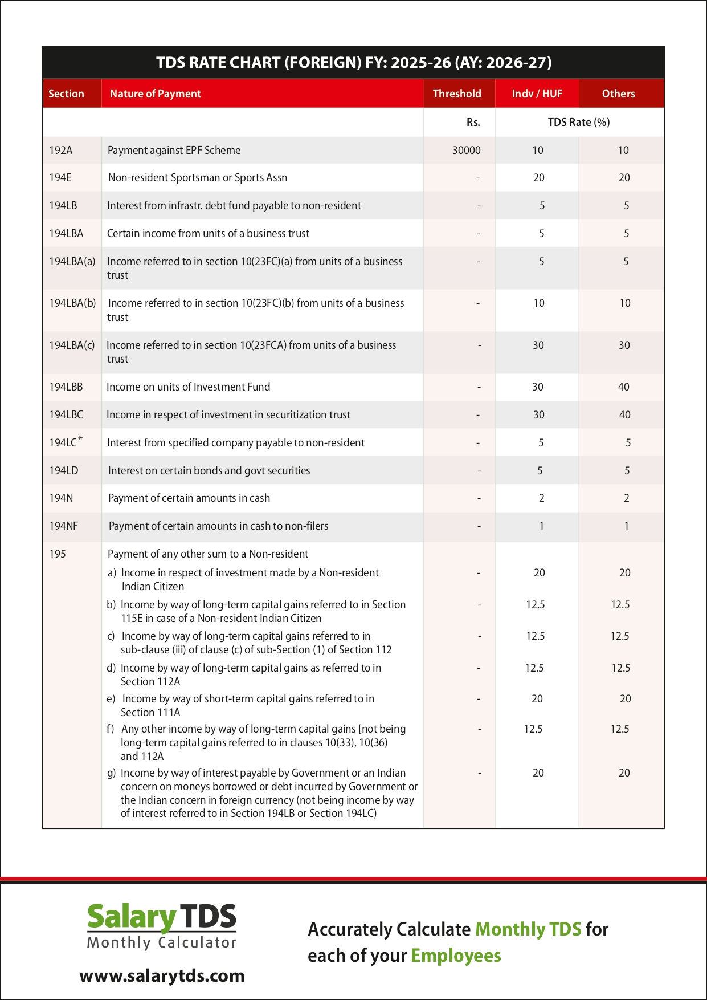 TDS RATE CHART (FOREIGN) FY: 2025-26 (AY: 2026-27)
Section Nature of Payment Threshold Indv / HUF Others
Rs. TDS Rate (%)
192A Payment against EPF Scheme 30000 10 10
194E Non-resident Sportsman or Sports Assn - 20 20
194LB Interest from infrastr. debt fund payable to non-resident - 5 5
194LBA Certain income from units of a business trust - 5 5
194LBA(a) Income referred to in section 10(23FC)(a) from units of a business - 5 5
trust
194LBA(b) Income referred to in section 10(23FC)(b) from units of a business - 10 10
trust
194LBA(c) Income referred to in section 10(23FCA) from units of a business - 30 30
trust
194LBB Income on units of Investment Fund - 30 40
194LBC Income in respect of investment in securitization trust - 30 40
194LC* Interest from specified company payable to non-resident - 5 5
194LD Interest on certain bonds and govt securities - 5 5
194N Payment of certain amounts in cash - 2 2
194NF Payment of certain amounts in cash to non-filers - 1 1
195 Payment of any other sum to a Non-resident
a) Income in respect of investment made by a Non-resident - 20 20
Indian Citizen
b) Income by way of long-term capital gains referred to in Section - 12.5 12.5
115E in case of a Non-resident Indian Citizen
c) Income by way of long-term capital gains referred to in - 12.5 12.5
sub-clause (iii) of clause (c) of sub-Section (1) of Section 112
d) Income by way of long-term capital gains as referred to in - 12.5 12.5
Section 112A
e) Income by way of short-term capital gains referred to in - 20 20
Section 111A
f) Any other income by way of long-term capital gains [not being - 12.5 12.5
long-term capital gains referred to in clauses 10(33), 10(36)
and 112A
g) Income by way of interest payable by Government or an Indian - 20 20
concern on moneys borrowed or debt incurred by Government or
the Indian concern in foreign currency (not being income by way
of interest referred to in Section 194LB or Section 194LC)
Salary TDS
Monthly Calculator
www.salarytds.com
Accurately Calculate Monthly TDS for
each of your Employees